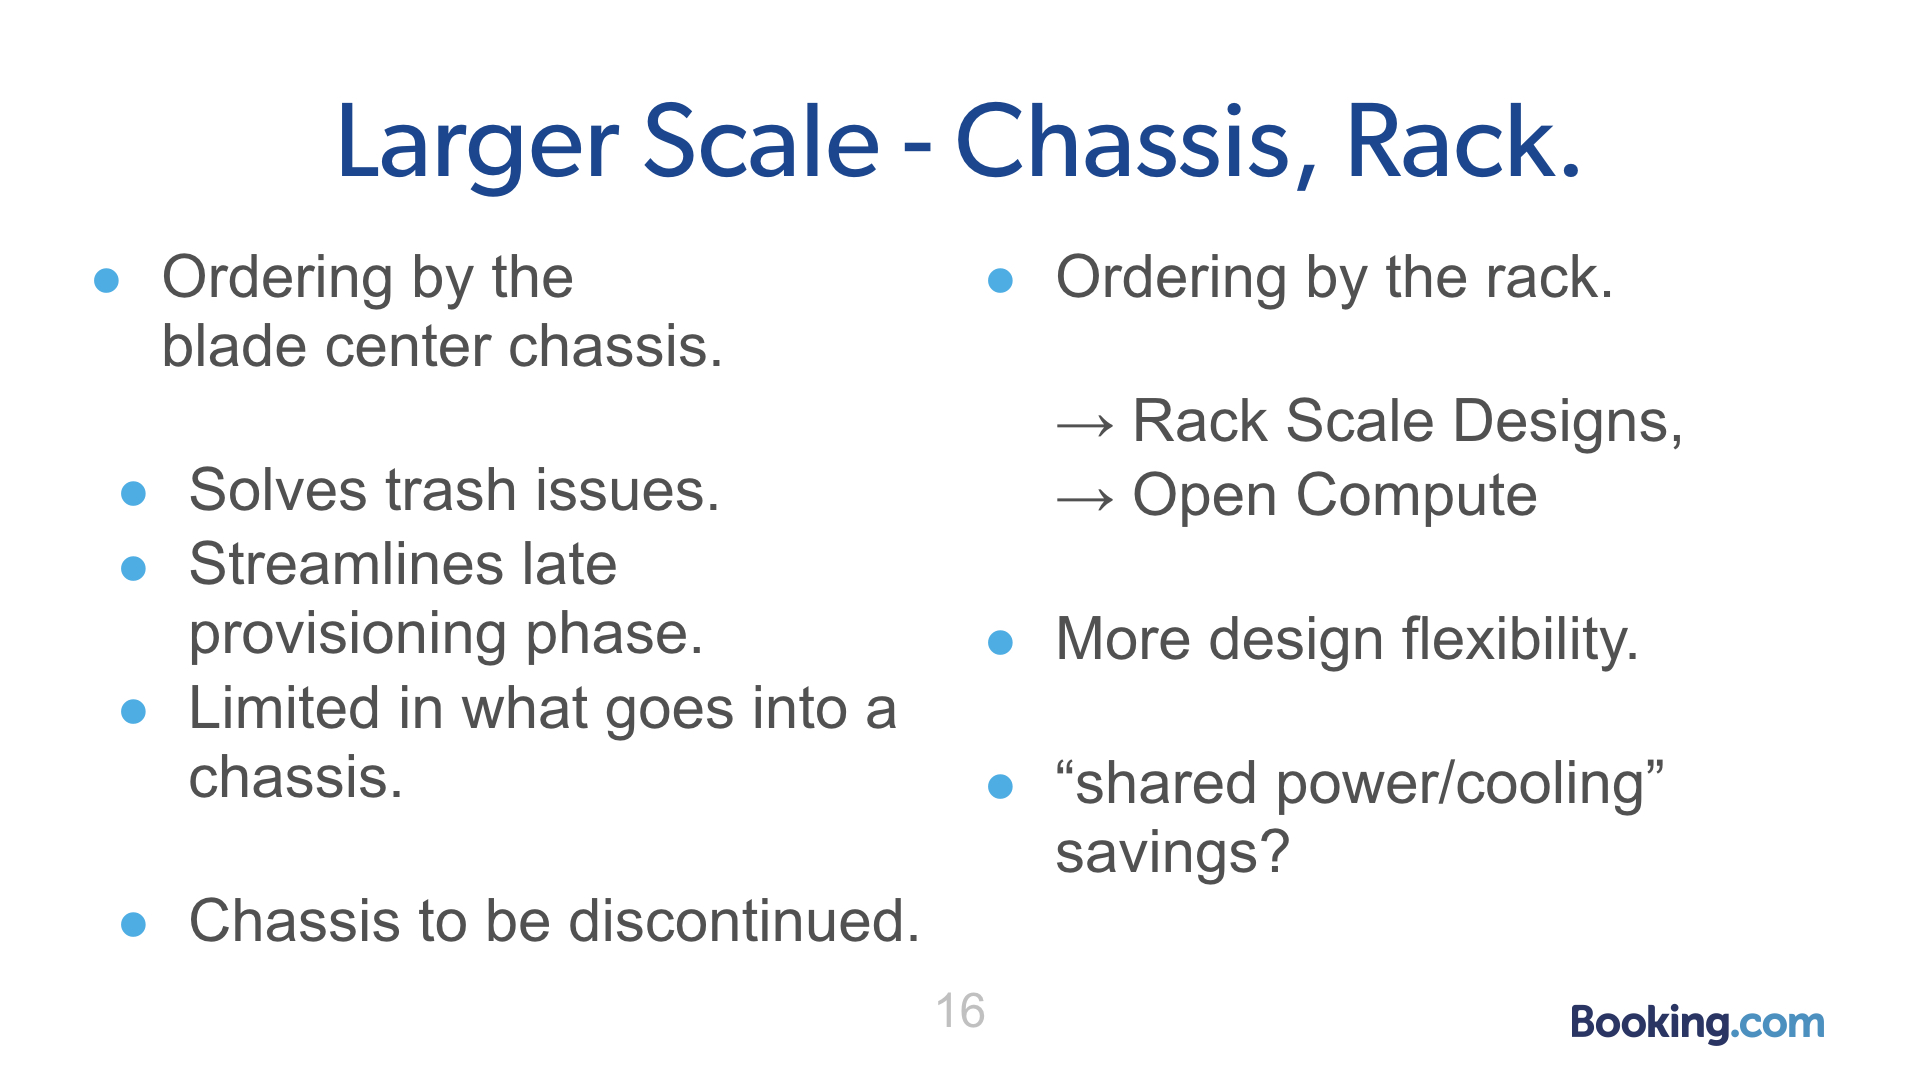 Larger Scale - Chassis, Rack.
● Ordering by the
blade center chassis.
● Solves trash issues.
● Streamlines late
provisioning phase.
● Limited in what goes into a
chassis.
● Chassis to be discontinued.
● Ordering by the rack.
→ Rack Scale Designs,
→ Open Compute
● More design flexibility.
● “shared power/cooling”
savings?
16
Booking.com